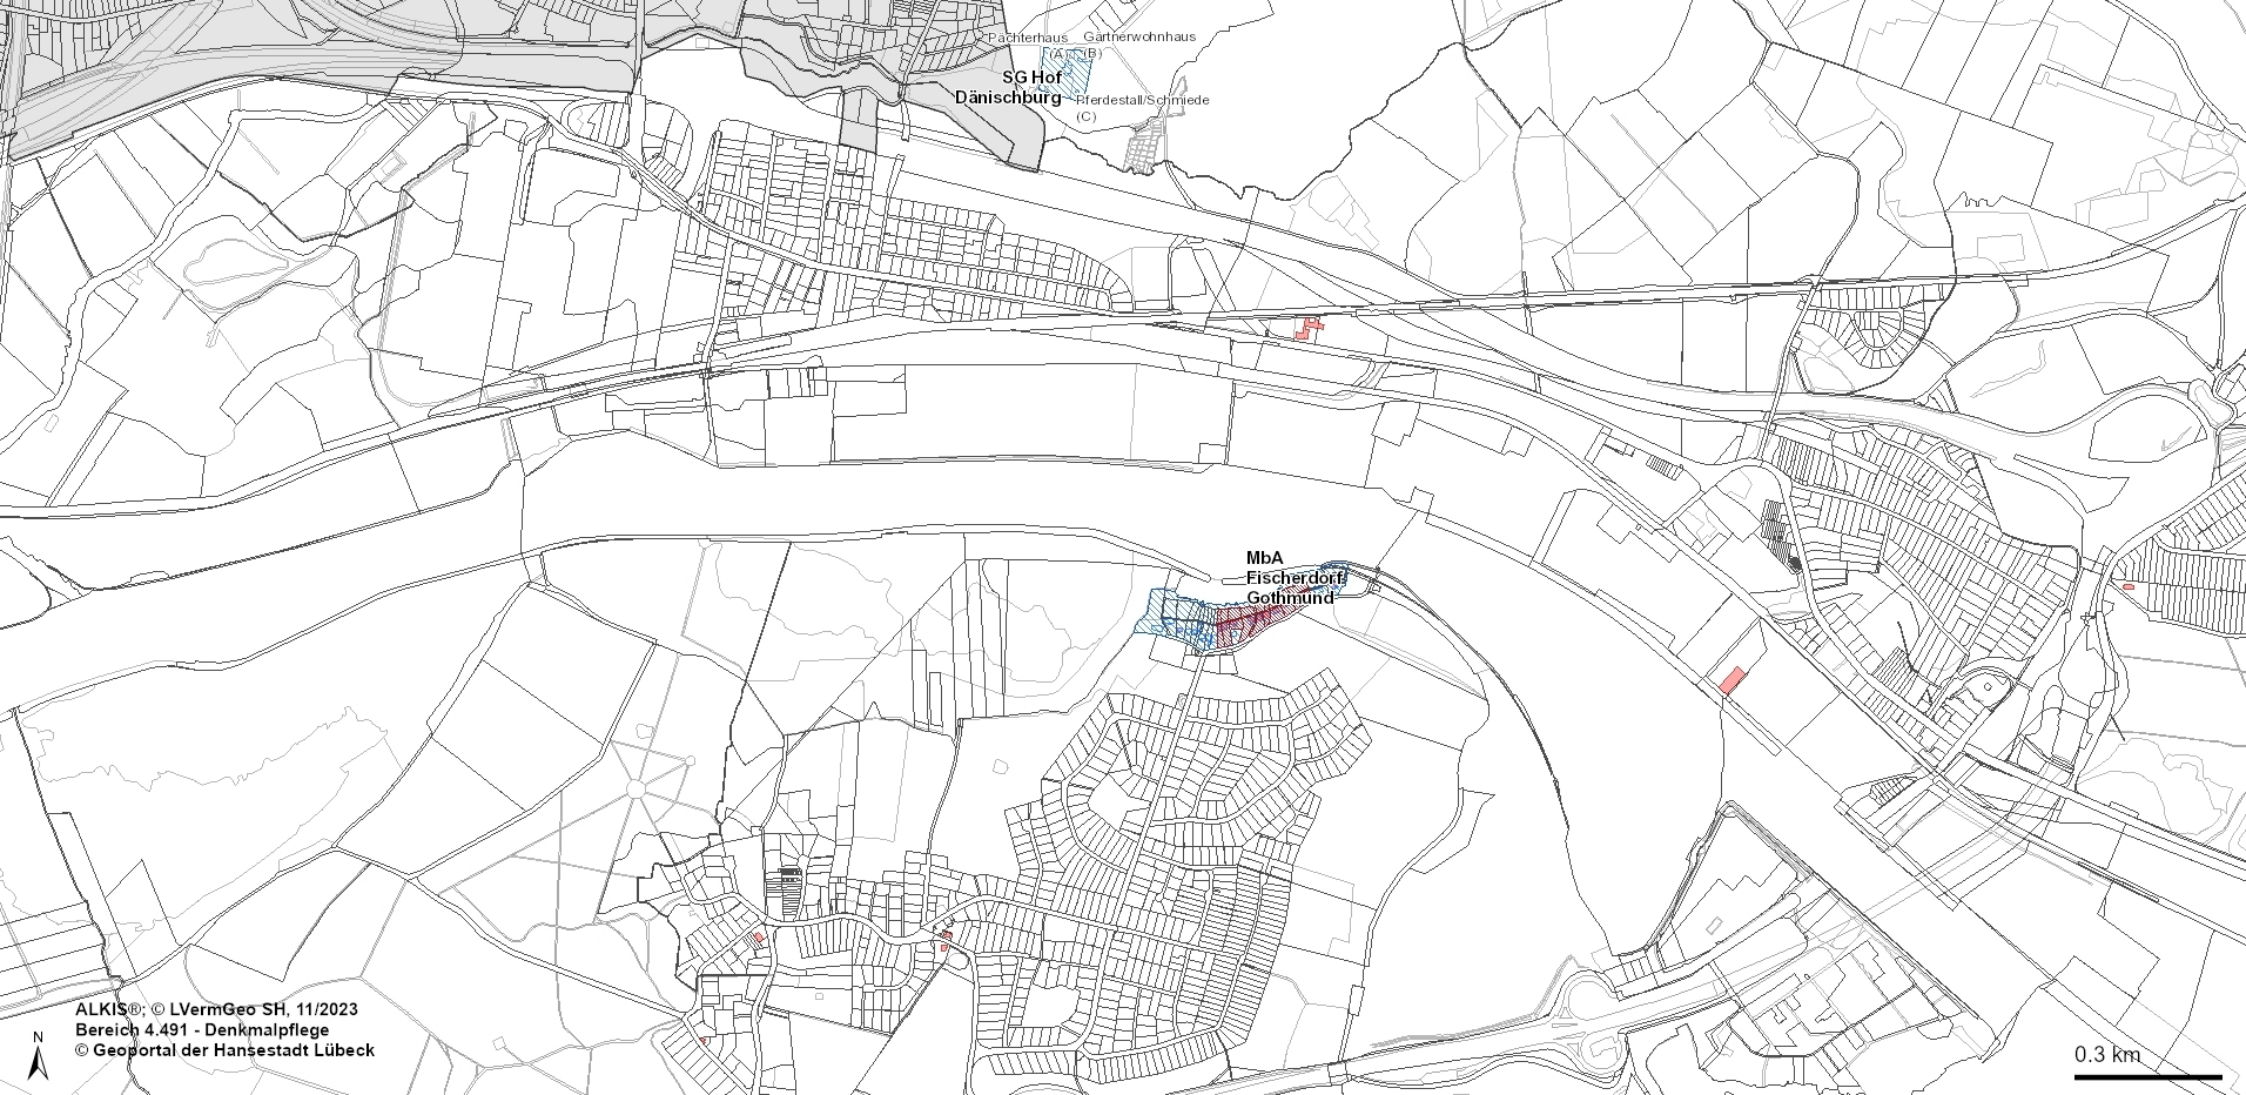 Pächterhaus
(A)
Gärtnerwohnhaus
(B)
SG Hof
Dänischburg
Pferdestall/Schmiede
(C)
MbA
Fischerdorf
Gothmund
ALKIS®; © LVermGeo SH, 11/2023
Bereich 4.491 - Denkmalpflege
© Geoportal der Hansestadt Lübeck
N
0.3 km